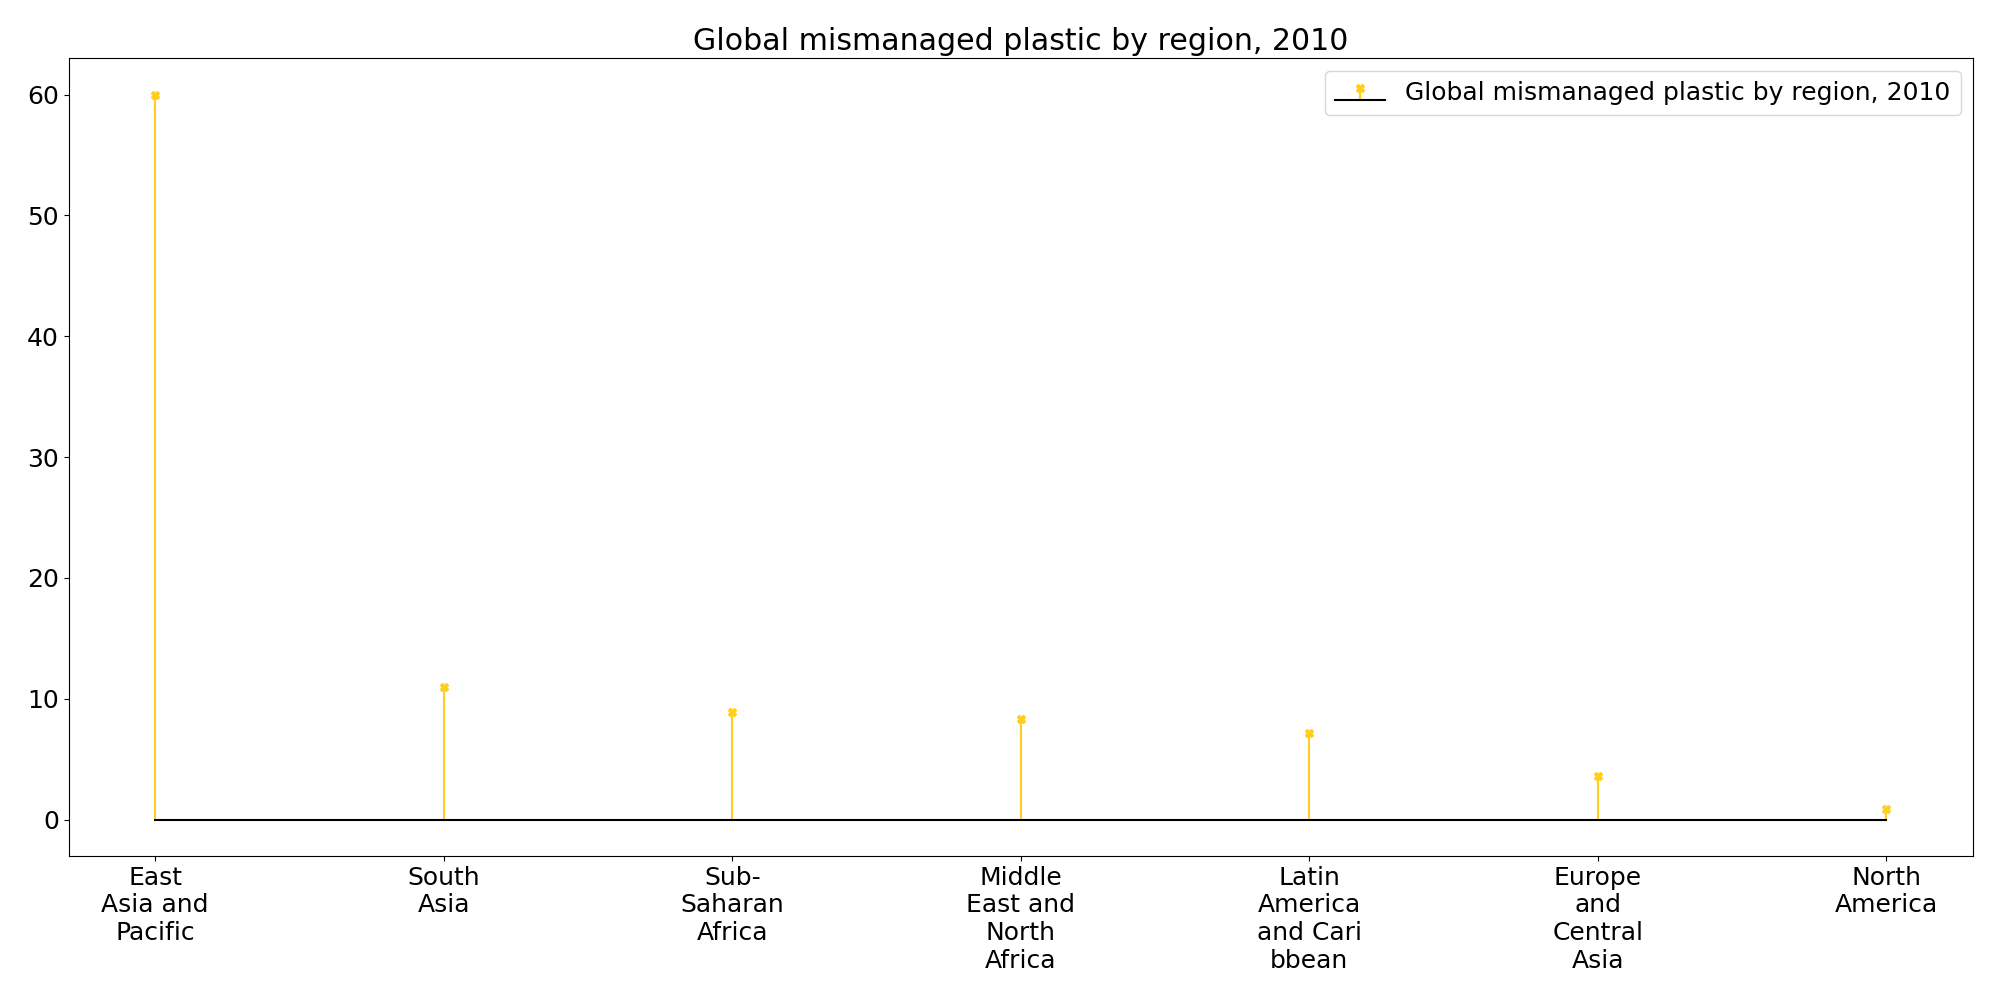 Global mismanaged plastic by region, 2010
Global mismanaged plastic by region, 2010
60
50
40
30
20
10
0
East
Asia and
Pacific
South
Asia
Sub-
Saharan
Africa
Middle
East and
North
Africa
Latin
America
and Cari
bbean
Europe
and
Central
Asia
North
America